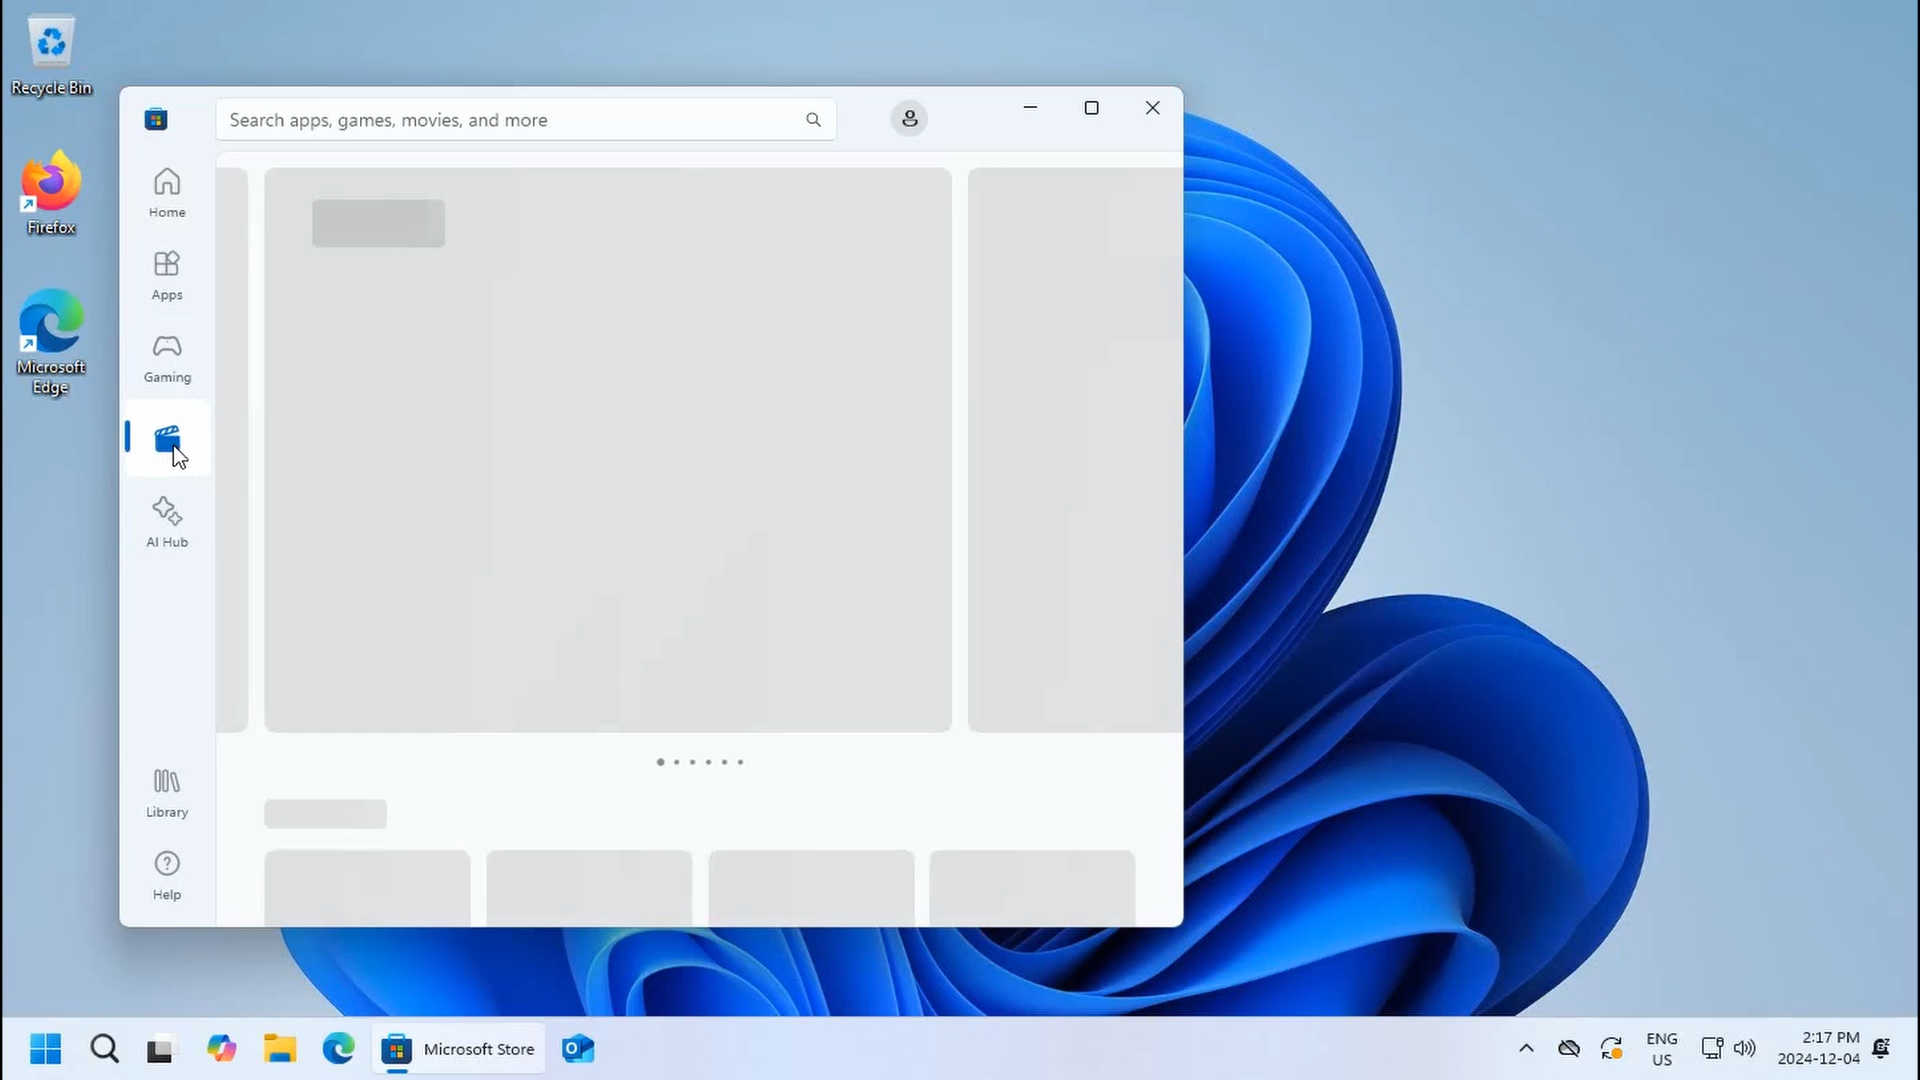 Recycle Bin
Firefox
Microsoft
Edge
Search apps, games, movies, and more
Home
Apps
Gaming
AI Hub
Library
Help
Microsoft Store
ENG
US
2:17 PM
2024-12-04